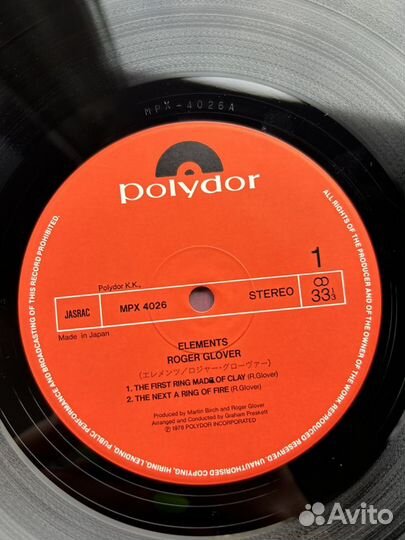 MPX-4026A
polydor
ALL RIGHTS OF THE PRODUCER AND OF THE OWNER OF THE WORK REPRODUCED RESERVED. UNAUTHORISED COPYING, HIRING, LENDING, PUBLIC PERFORMANCE AND BROADCASTING OF THIS RECORD PROHIBITED.
1
Polydor K.K.,
JASRAC MPX 4026 STEREO 33 1/3
Made in Japan
ELEMENTS
ROGER GLOVER
(エレメンツ/ロジャー・グローヴァー)
1. THE FIRST RING MADE OF CLAY (R.Glover)
2. THE NEXT A RING OF FIRE (R.Glover)
Produced by Martin Birch and Roger Glover
Arranged and Conducted by Graham Preskett
Ⓟ 1978 POLYDOR INCORPORATED
Avito